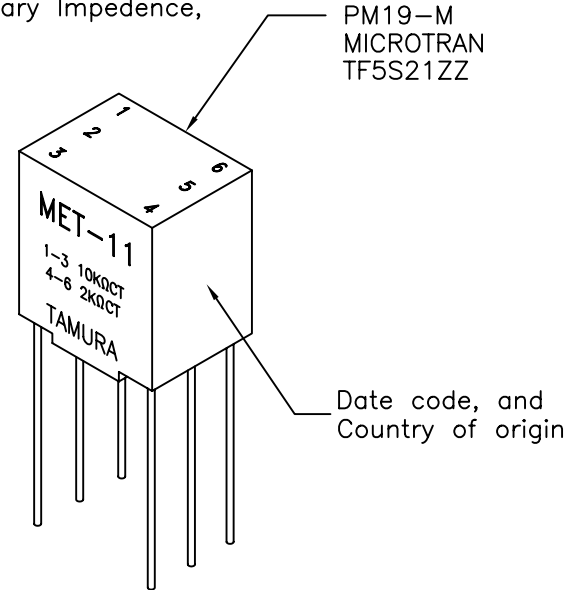 ary Impedence,
PM19-M
MICROTRAN
TF5S21ZZ
1
2
3
6
5
4
MET-11
1-3 10KΩCT
4-6 2KΩCT
TAMURA
Date code, and
Country of origin